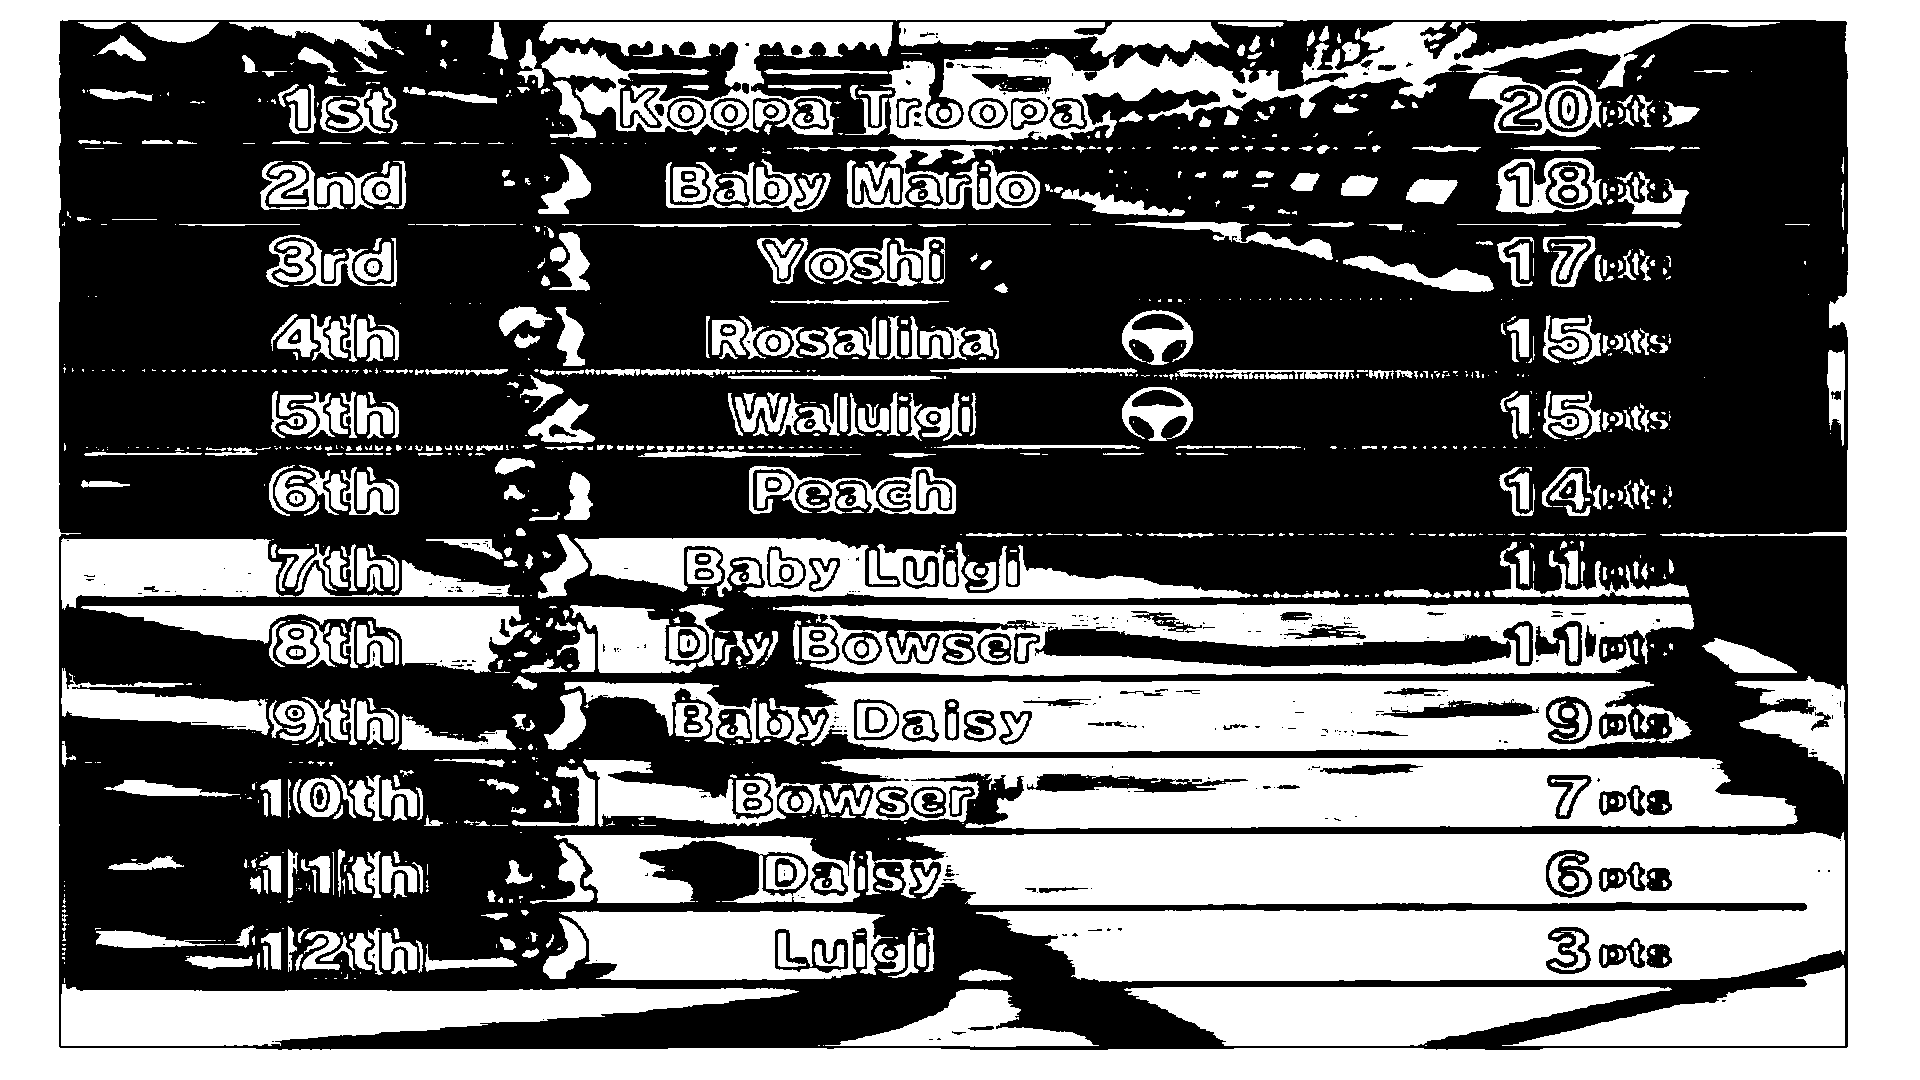 1st Koopa Troopa 20pts
2nd Baby Mario 18pts
3rd Yoshi 17pts
4th Rosalina 15pts
5th Waluigi 15pts
6th Peach 14pts
7th Baby Luigi 11pts
8th Dry Bowser 11pts
9th Baby Daisy 9pts
10th Bowser 7pts
11th Daisy 6pts
12th Luigi 3pts